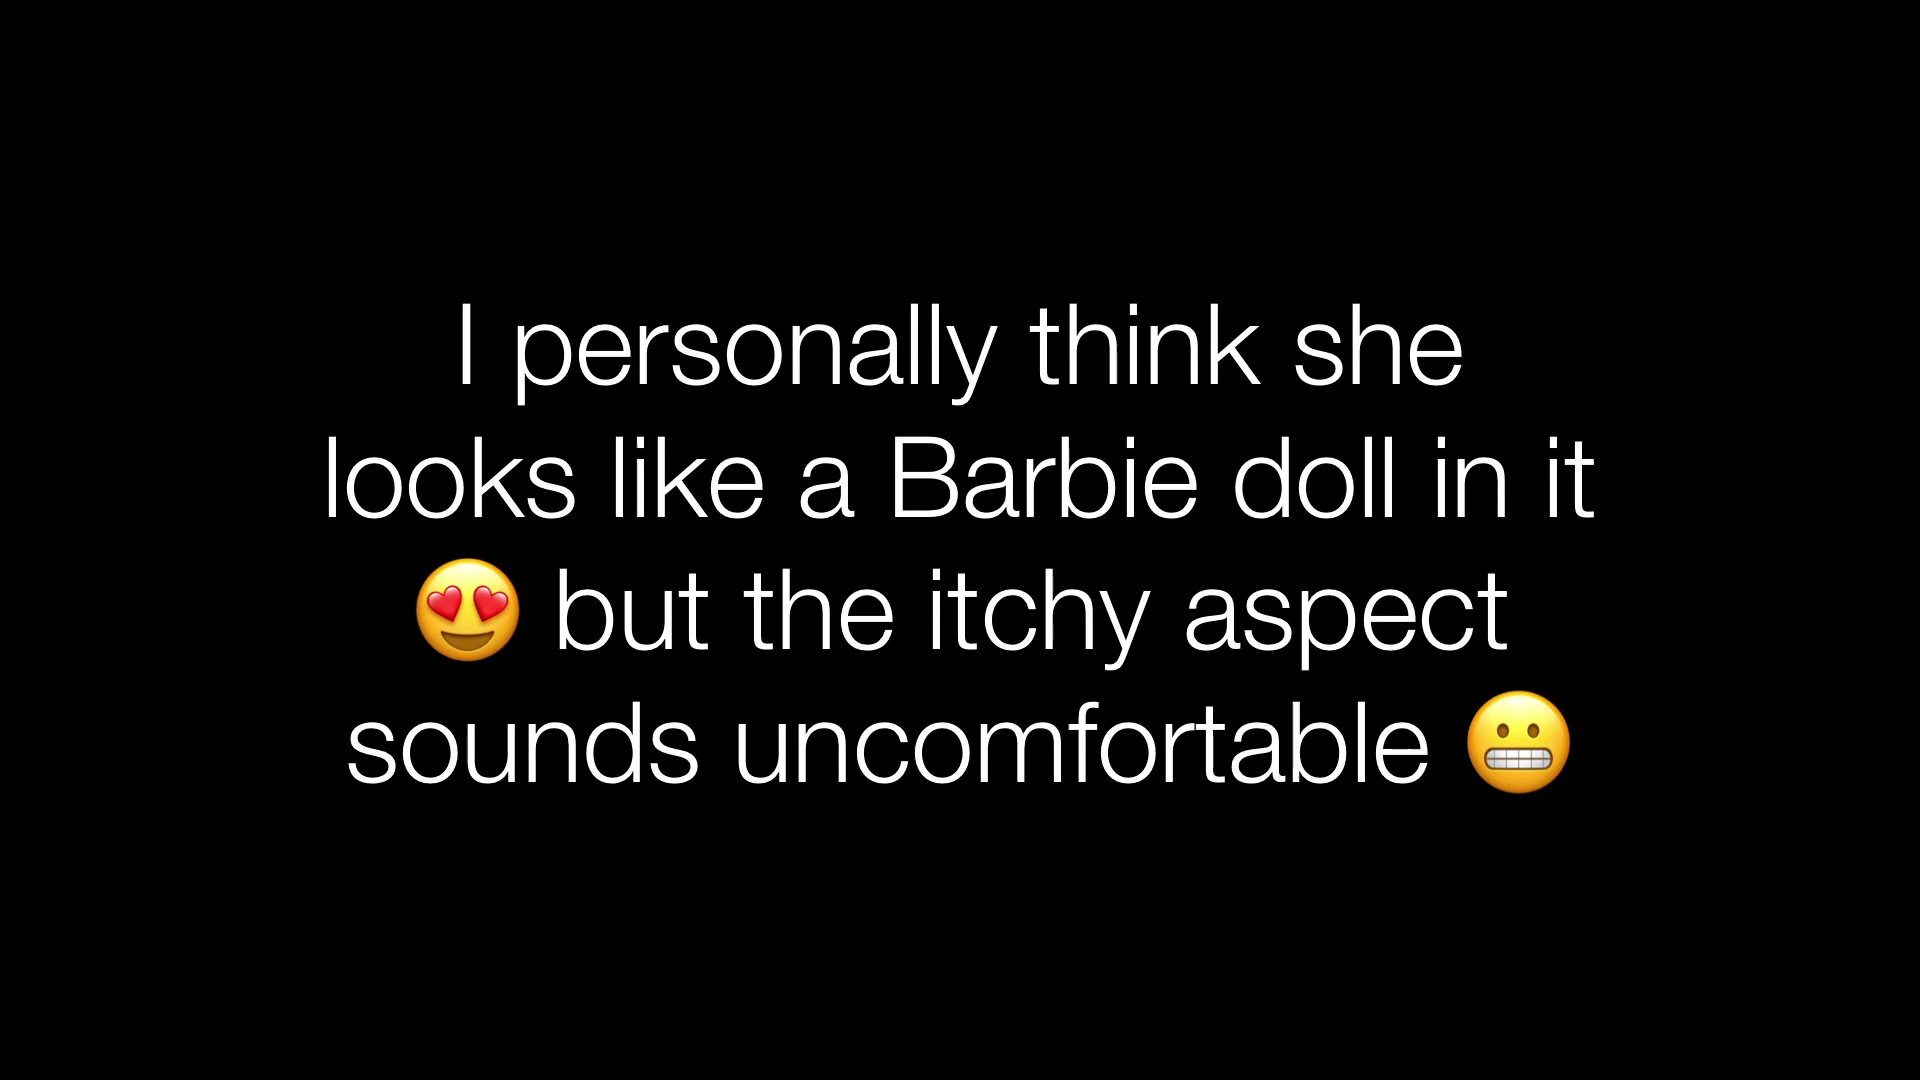 I personally think she
looks like a Barbie doll in it
😍 but the itchy aspect
sounds uncomfortable 😬